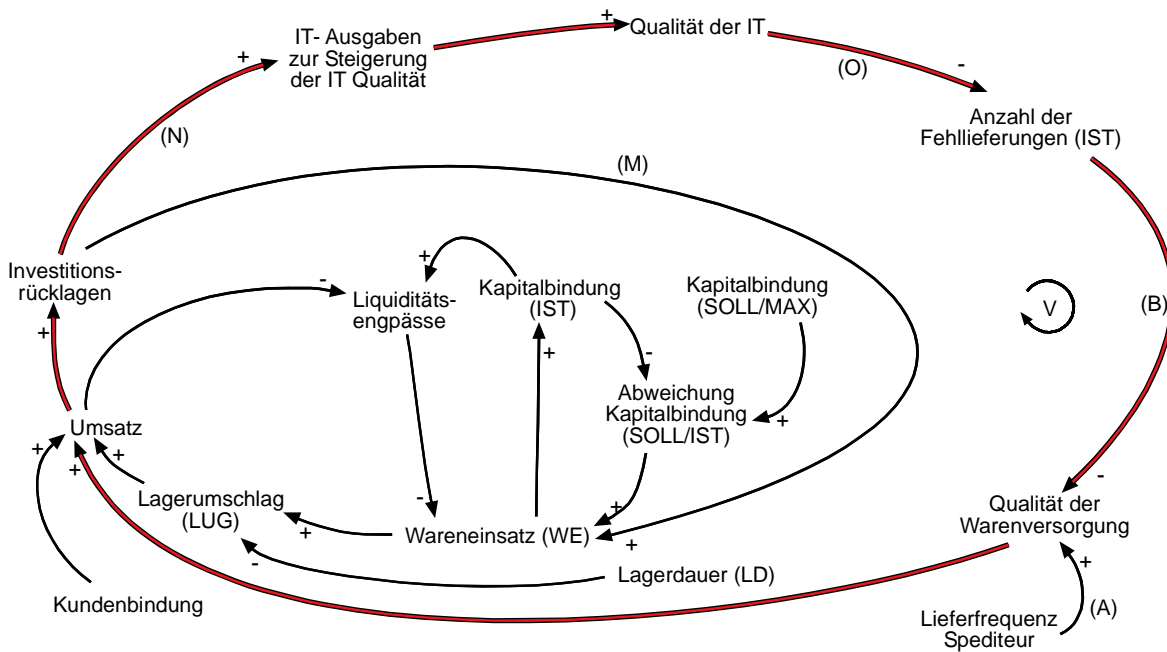 +
IT- Ausgaben
zur Steigerung
der IT Qualität
+
Qualität der IT
(O)
-
Anzahl der
Fehllieferungen (IST)
(N)
(M)
Investitions-
rücklagen
+
-
Liquiditäts-
engpässe
+
Kapitalbindung
(IST)
Kapitalbindung
(SOLL/MAX)
V
(B)
+
-
Abweichung
Kapitalbindung
(SOLL/IST)
+
Umsatz
+
+
+
Lagerumschlag
(LUG)
+
-
Wareneinsatz (WE)
+
+
-
Qualität der
Warenversorgung
-
Lagerdauer (LD)
+
(A)
Kundenbindung
Lieferfrequenz
Spediteur